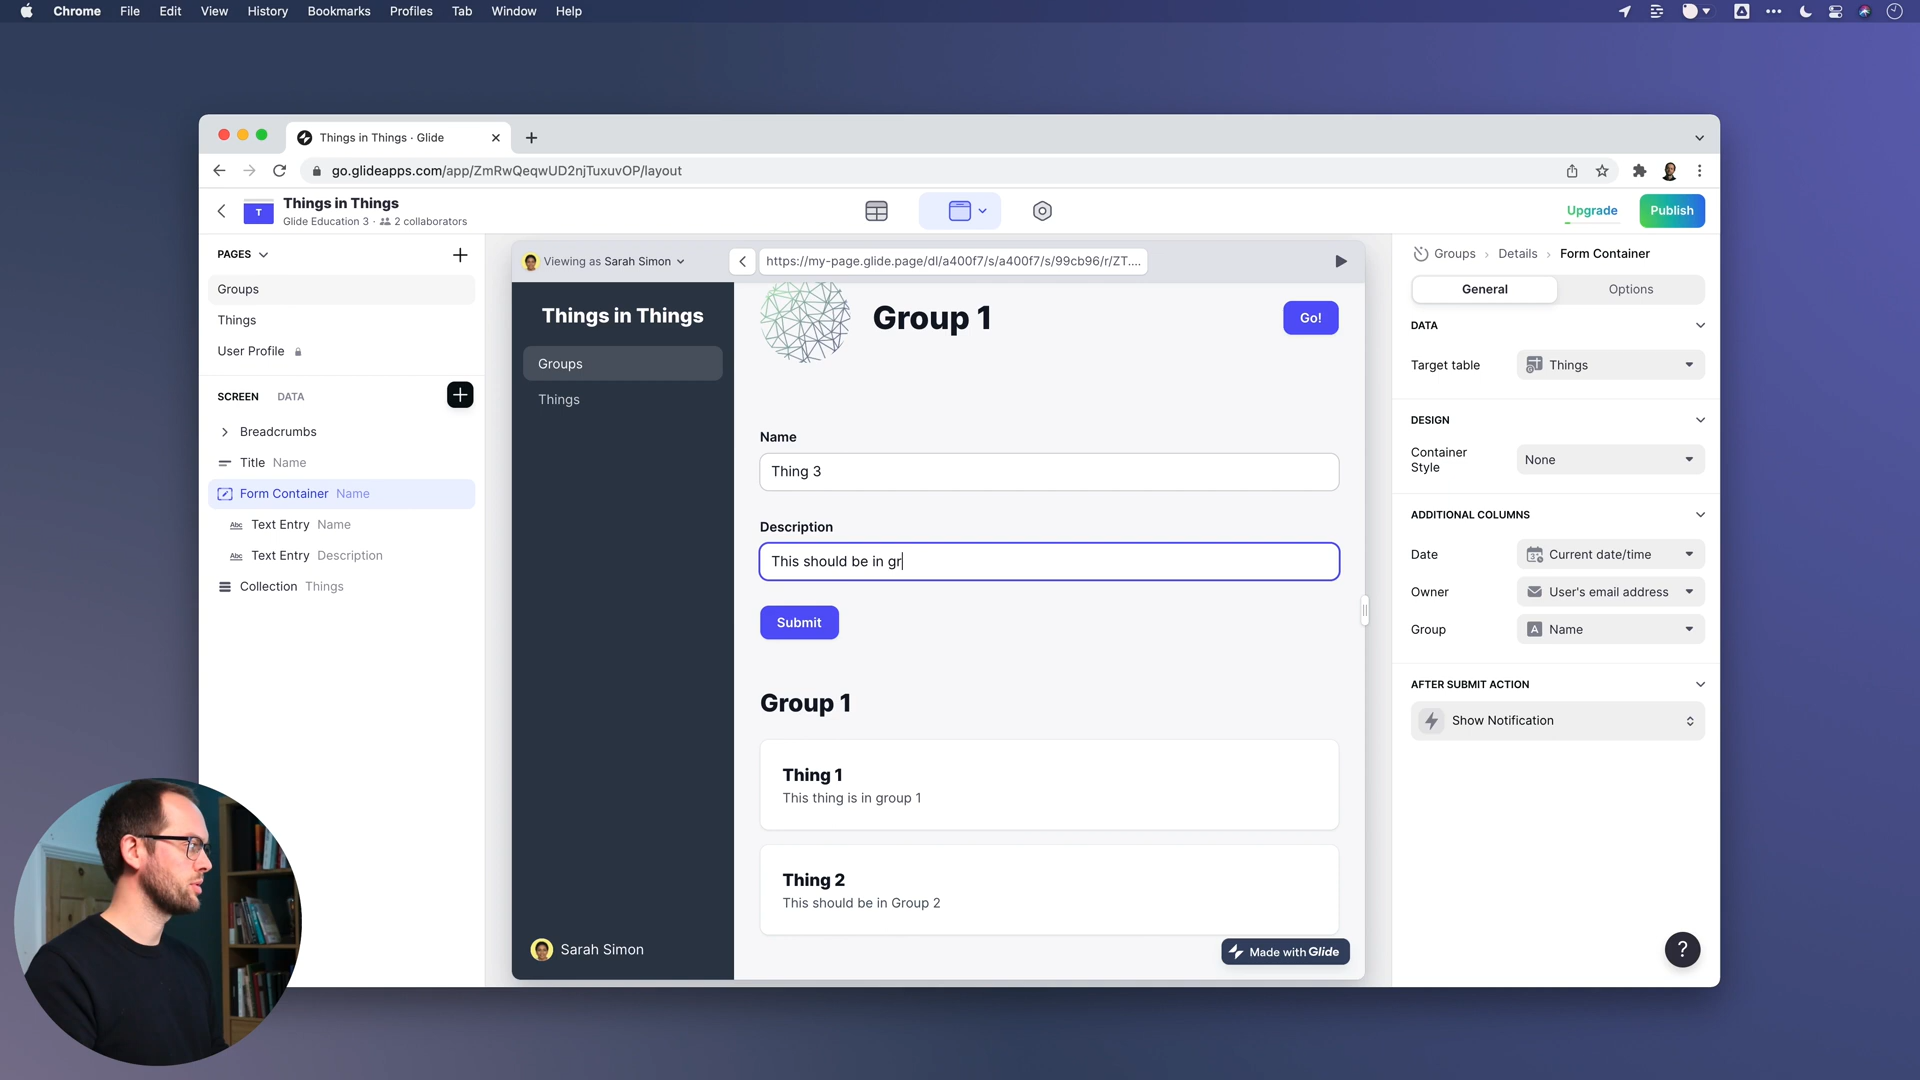 Chrome File Edit View History Bookmarks Profiles Tab Window Help
Things in Things · Glide
go.glideapps.com/app/ZmRwQeqwUD2njTuxuvOP/layout
T
Things in Things
Glide Education 3 · 2 collaborators
Upgrade
Publish
PAGES
Groups
Things
User Profile
SCREEN DATA
Breadcrumbs
Title Name
Form Container Name
Abc Text Entry Name
Abc Text Entry Description
Collection Things
Viewing as Sarah Simon
https://my-page.glide.page/dl/a400f7/s/a400f7/s/99cb96/r/ZT....
Things in Things
Groups
Things
Sarah Simon
Group 1
Go!
Name
Thing 3
Description
This should be in gr
Submit
Group 1
Thing 1
This thing is in group 1
Thing 2
This should be in Group 2
Made with Glide
Groups › Details › Form Container
General Options
DATA
Target table Things
DESIGN
Container
Style
None
ADDITIONAL COLUMNS
Date Current date/time
Owner User's email address
Group A Name
AFTER SUBMIT ACTION
Show Notification
?